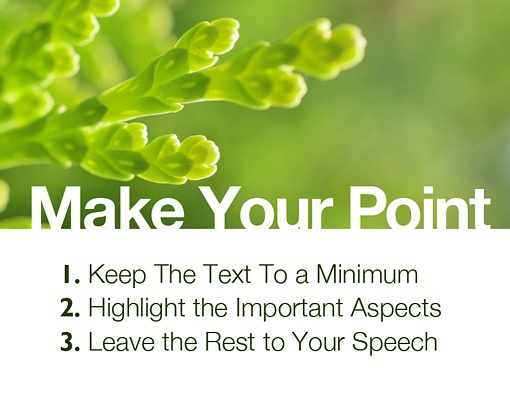 Make Your Point
1. Keep The Text To a Minimum
2. Highlight the Important Aspects
3. Leave the Rest to Your Speech